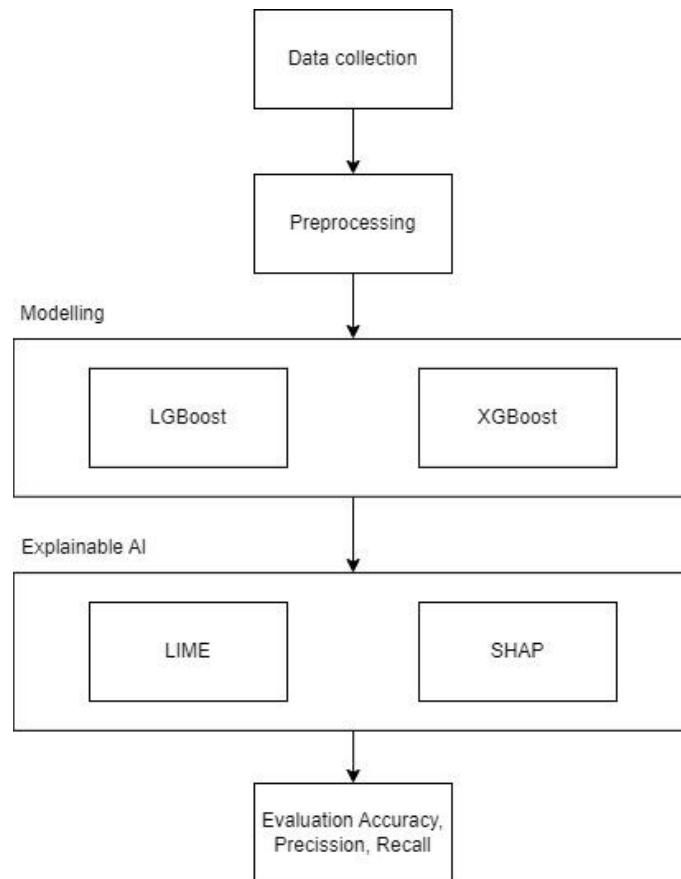 Data collection
Preprocessing
Modelling
LGBoost
XGBoost
Explainable AI
LIME
SHAP
Evaluation Accuracy,
Precission, Recall